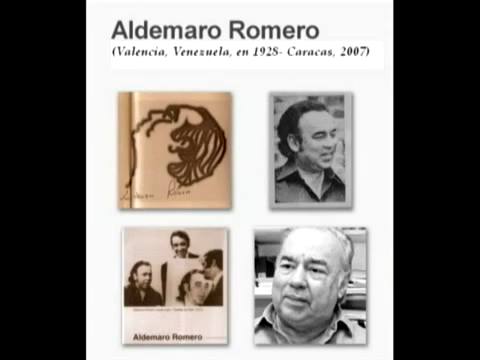 Aldemaro Romero
(Valencia, Venezuela, en 1928- Caracas, 2007)
Aldemaro Romero